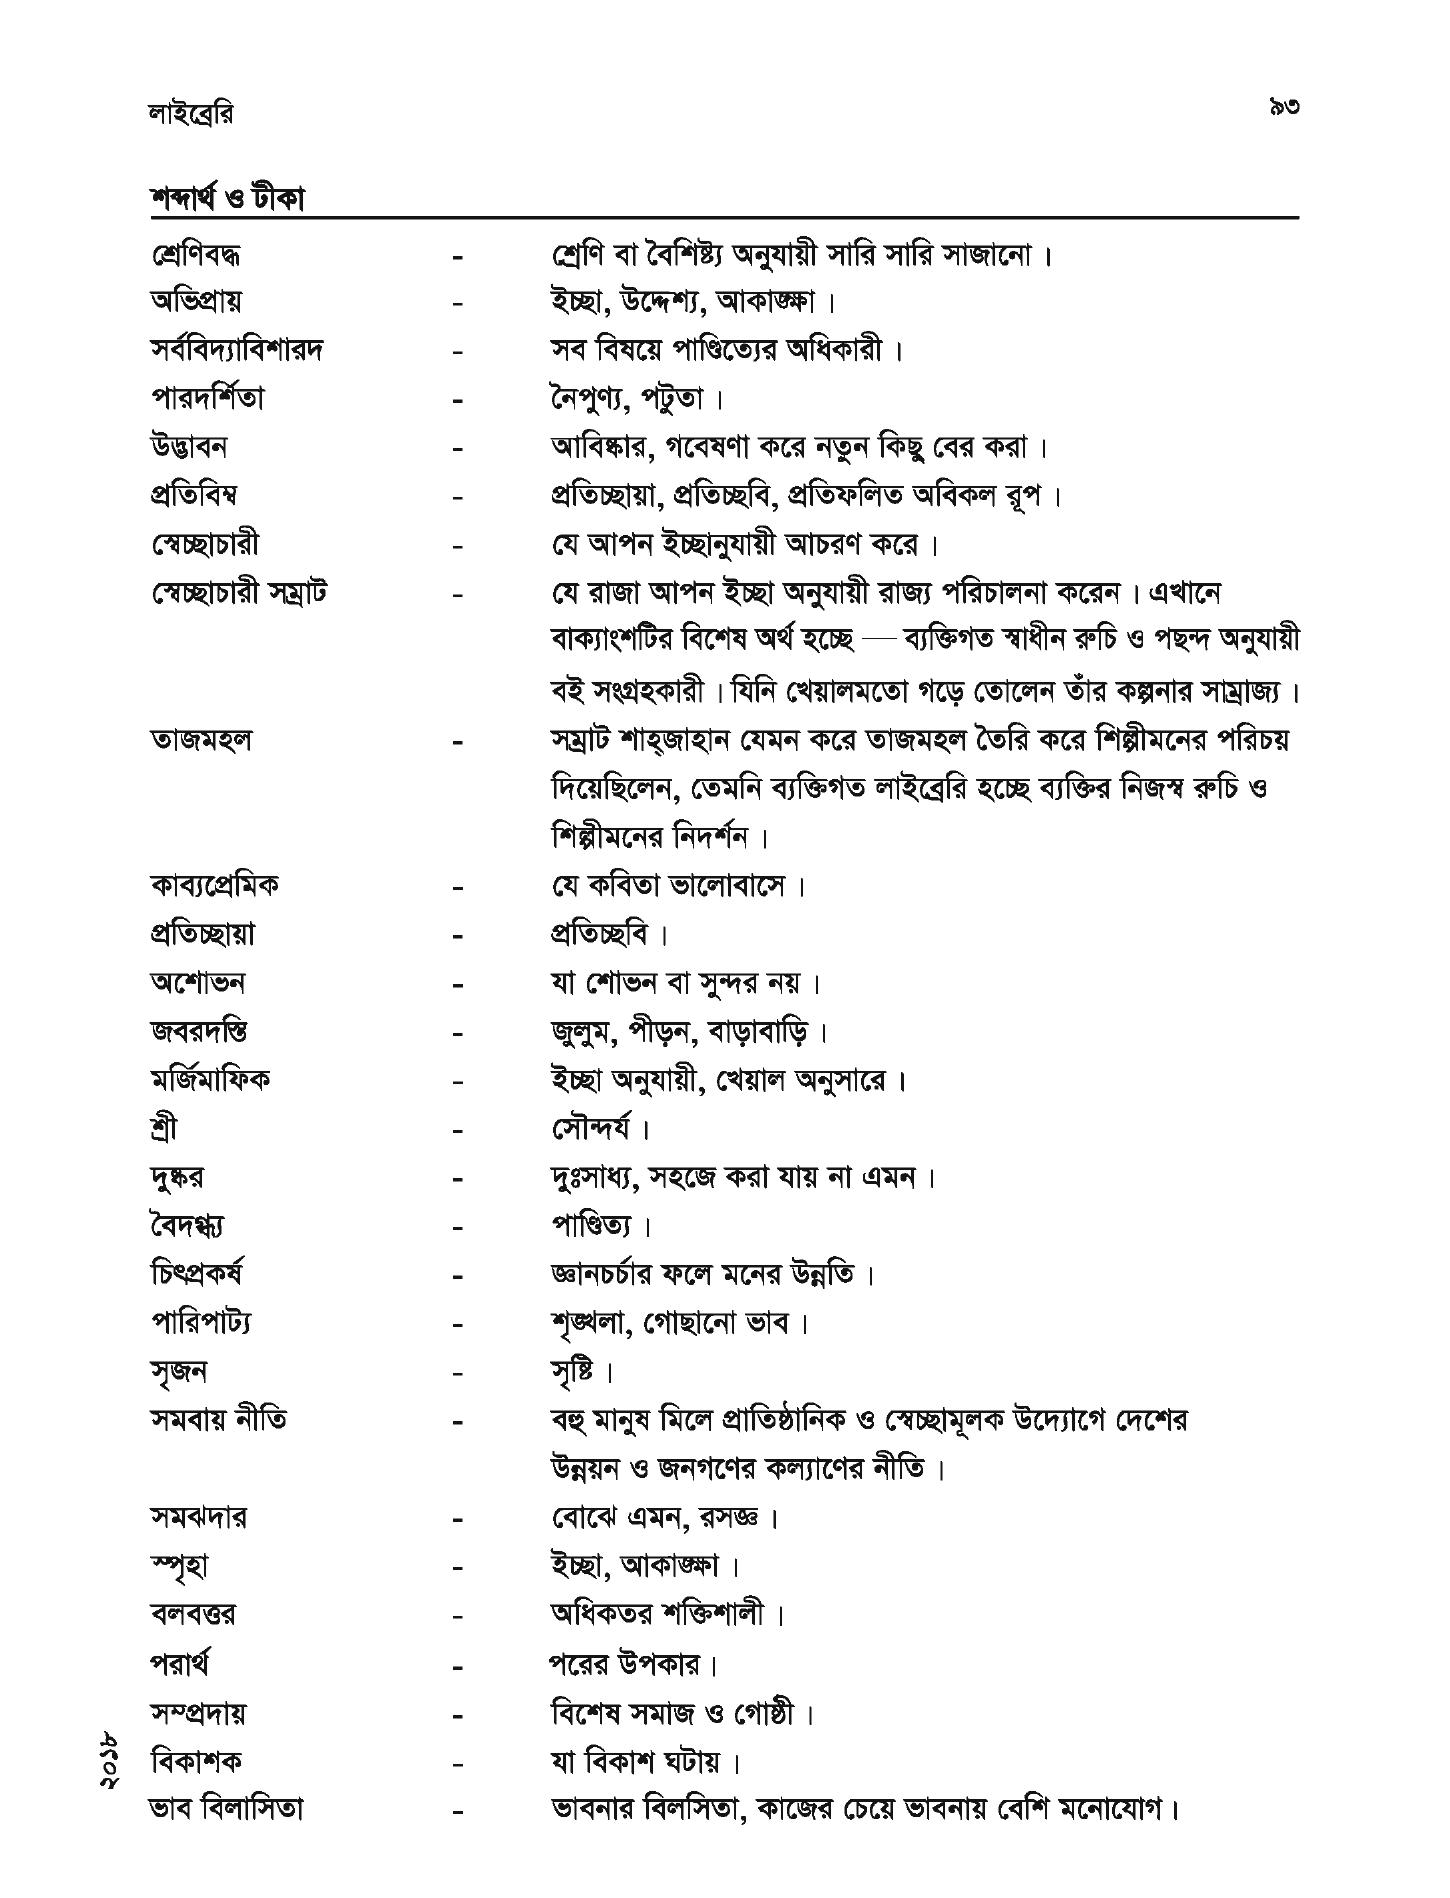 লাইব্রেরি ৯৩
শব্দার্থ ও টীকা
শ্রেণিবদ্ধ - শ্রেণি বা বৈশিষ্ট্য অনুযায়ী সারি সারি সাজানো।
অভিপ্রায় - ইচ্ছা, উদ্দেশ্য, আকাঙ্ক্ষা।
সর্ববিদ্যাবিশারদ - সব বিষয়ে পাণ্ডিত্যের অধিকারী।
পারদর্শিতা - নৈপুণ্য, পটুতা।
উদ্ভাবন - আবিষ্কার, গবেষণা করে নতুন কিছু বের করা।
প্রতিবিম্ব - প্রতিচ্ছায়া, প্রতিচ্ছবি, প্রতিফলিত অবিকল রূপ।
স্বেচ্ছাচারী - যে আপন ইচ্ছানুযায়ী আচরণ করে।
স্বেচ্ছাচারী সম্রাট - যে রাজা আপন ইচ্ছা অনুযায়ী রাজ্য পরিচালনা করেন। এখানে
বাক্যাংশটির বিশেষ অর্থ হচ্ছে — ব্যক্তিগত স্বাধীন রুচি ও পছন্দ অনুযায়ী
বই সংগ্রহকারী। যিনি খেয়ালমতো গড়ে তোলেন তাঁর কল্পনার সাম্রাজ্য।
তাজমহল - সম্রাট শাহ্‌জাহান যেমন করে তাজমহল তৈরি করে শিল্পীমনের পরিচয়
দিয়েছিলেন, তেমনি ব্যক্তিগত লাইব্রেরি হচ্ছে ব্যক্তির নিজস্ব রুচি ও
শিল্পীমনের নিদর্শন।
কাব্যপ্রেমিক - যে কবিতা ভালোবাসে।
প্রতিচ্ছায়া - প্রতিচ্ছবি।
অশোভন - যা শোভন বা সুন্দর নয়।
জবরদস্তি - জুলুম, পীড়ন, বাড়াবাড়ি।
মর্জিমাফিক - ইচ্ছা অনুযায়ী, খেয়াল অনুসারে।
শ্রী - সৌন্দর্য।
দুষ্কর - দুঃসাধ্য, সহজে করা যায় না এমন।
বৈদগ্ধ্য - পাণ্ডিত্য।
চিৎপ্রকর্ষ - জ্ঞানচর্চার ফলে মনের উন্নতি।
পারিপাট্য - শৃঙ্খলা, গোছানো ভাব।
সৃজন - সৃষ্টি।
সমবায় নীতি - বহু মানুষ মিলে প্রাতিষ্ঠানিক ও স্বেচ্ছামূলক উদ্যোগে দেশের
উন্নয়ন ও জনগণের কল্যাণের নীতি।
সমঝদার - বোঝে এমন, রসজ্ঞ।
স্পৃহা - ইচ্ছা, আকাঙ্ক্ষা।
বলবত্তর - অধিকতর শক্তিশালী।
পরার্থ - পরের উপকার।
সম্প্রদায় - বিশেষ সমাজ ও গোষ্ঠী।
বিকাশক - যা বিকাশ ঘটায়।
ভাব বিলাসিতা - ভাবনার বিলসিতা, কাজের চেয়ে ভাবনায় বেশি মনোযোগ।
২০১৮